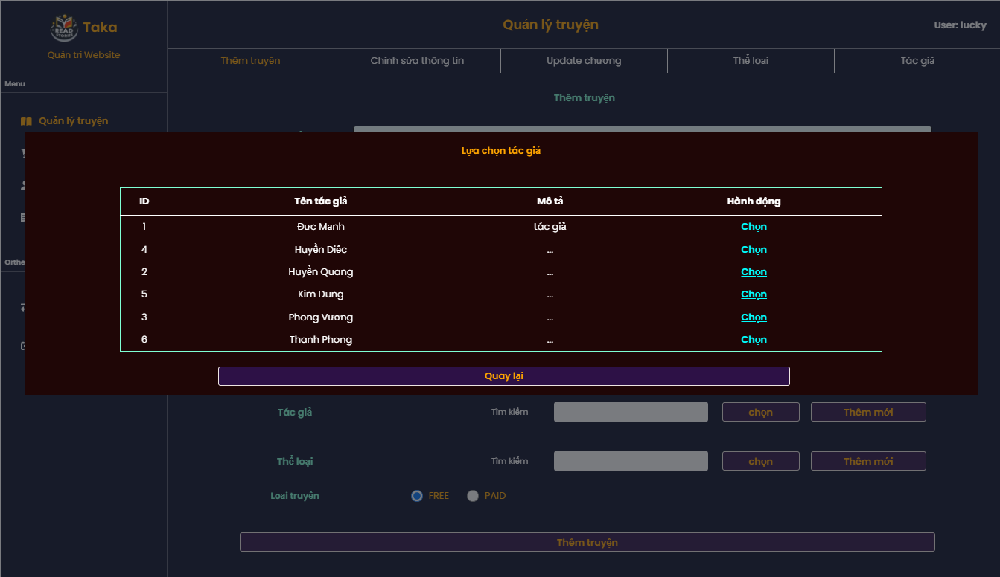 READ
STORIES
Taka
Quản trị Website
Quản lý truyện
User: lucky
Thêm truyện
Chỉnh sửa thông tin
Update chương
Thể loại
Tác giả
Menu
Thêm truyện
Quản lý truyện
Lựa chọn tác giả
ID Tên tác giả Mô tả Hành động
1 Đưc Mạnh tác giả Chọn
4 Huyền Diệc ... Chọn
2 Huyền Quang ... Chọn
5 Kim Dung ... Chọn
3 Phong Vương ... Chọn
6 Thanh Phong ... Chọn
Quay lại
Orthe
Tác giả Tìm kiếm chọn Thêm mới
Thể loại Tìm kiếm chọn Thêm mới
Loại truyện FREE PAID
Thêm truyện